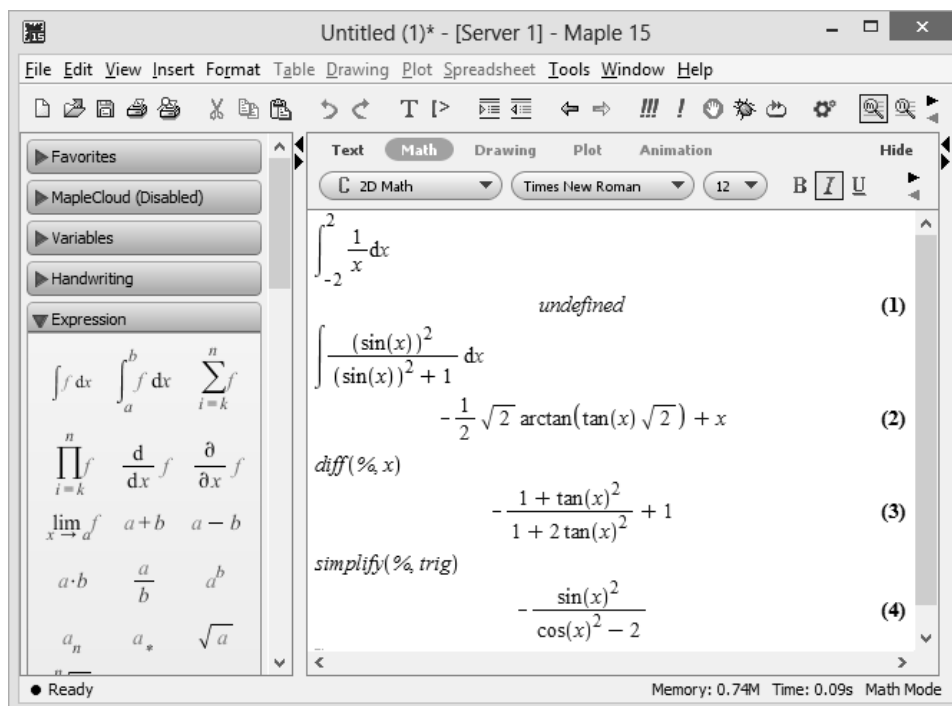 Untitled (1)* - [Server 1] - Maple 15
File Edit View Insert Format Table Drawing Plot Spreadsheet Tools Window Help
Favorites
MapleCloud (Disabled)
Variables
Handwriting
Expression
∫ f dx ∫_a^b f dx ∑_{i=k}^n f
∏_{i=k}^n f d/dx f ∂/∂x f
lim_{x→a} f a+b a−b
a·b a/b a^b
a_n a_* √a
Text Math Drawing Plot Animation Hide
C 2D Math Times New Roman 12 B I U
∫_{-2}^{2} 1/x dx
undefined (1)
∫ (sin(x))^2/((sin(x))^2+1) dx
-1/2 √2 arctan(tan(x) √2) + x (2)
diff(%, x)
-(1+tan(x)^2)/(1+2 tan(x)^2) + 1 (3)
simplify(%, trig)
-sin(x)^2/(cos(x)^2−2) (4)
Ready Memory: 0.74M Time: 0.09s Math Mode